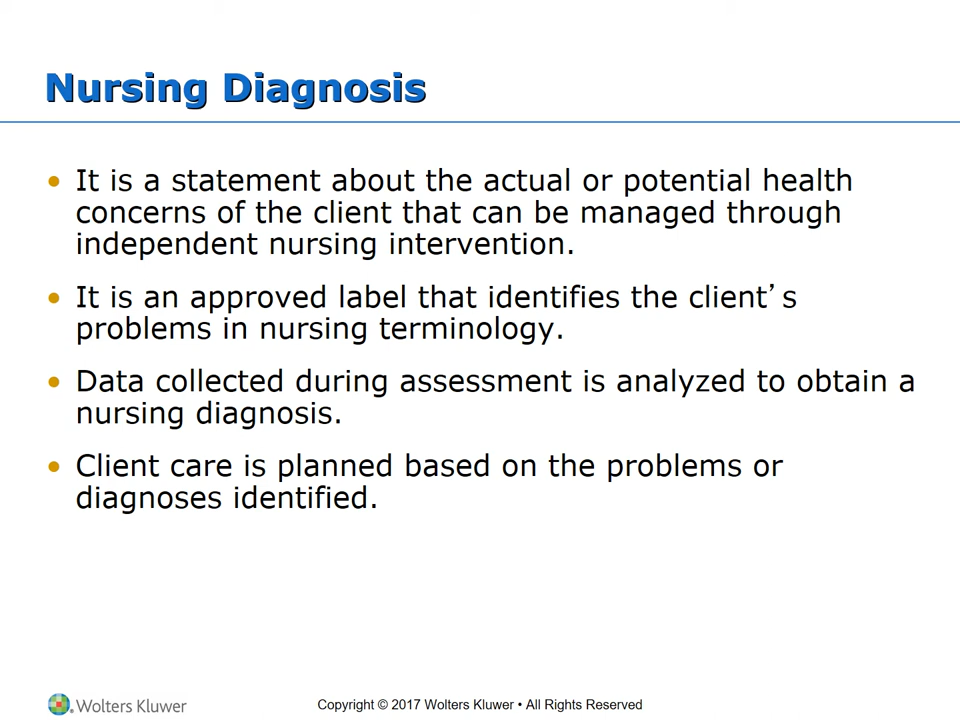 Nursing Diagnosis
• It is a statement about the actual or potential health
concerns of the client that can be managed through
independent nursing intervention.
• It is an approved label that identifies the client’s
problems in nursing terminology.
• Data collected during assessment is analyzed to obtain a
nursing diagnosis.
• Client care is planned based on the problems or
diagnoses identified.
Wolters Kluwer
Copyright © 2017 Wolters Kluwer • All Rights Reserved